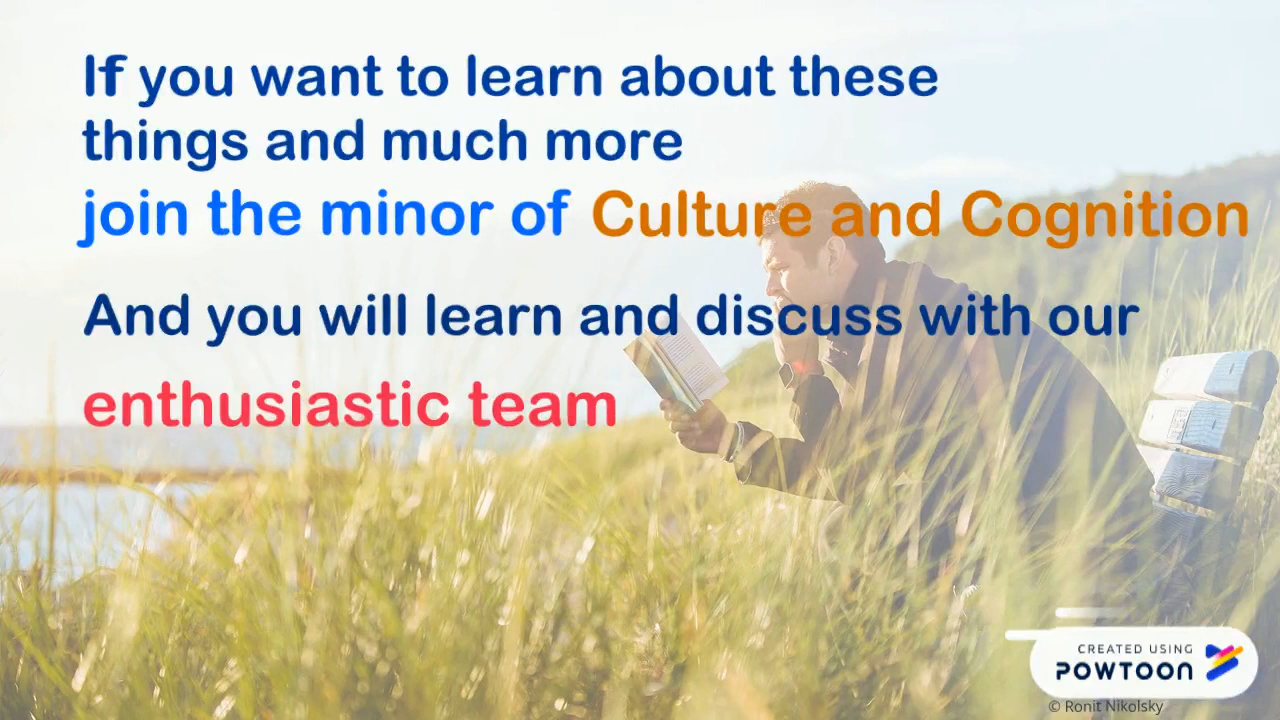 If you want to learn about these
things and much more
join the minor of Culture and Cognition
And you will learn and discuss with our
enthusiastic team
CREATED USING
POWTOON
© Ronit Nikolsky